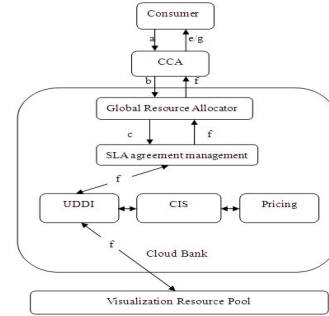 Consumer
a
e/g
CCA
b
f
Global Resource Allocator
c
f
SLA agreement management
f
UDDI
CIS
Pricing
f
Cloud Bank
Visualization Resource Pool